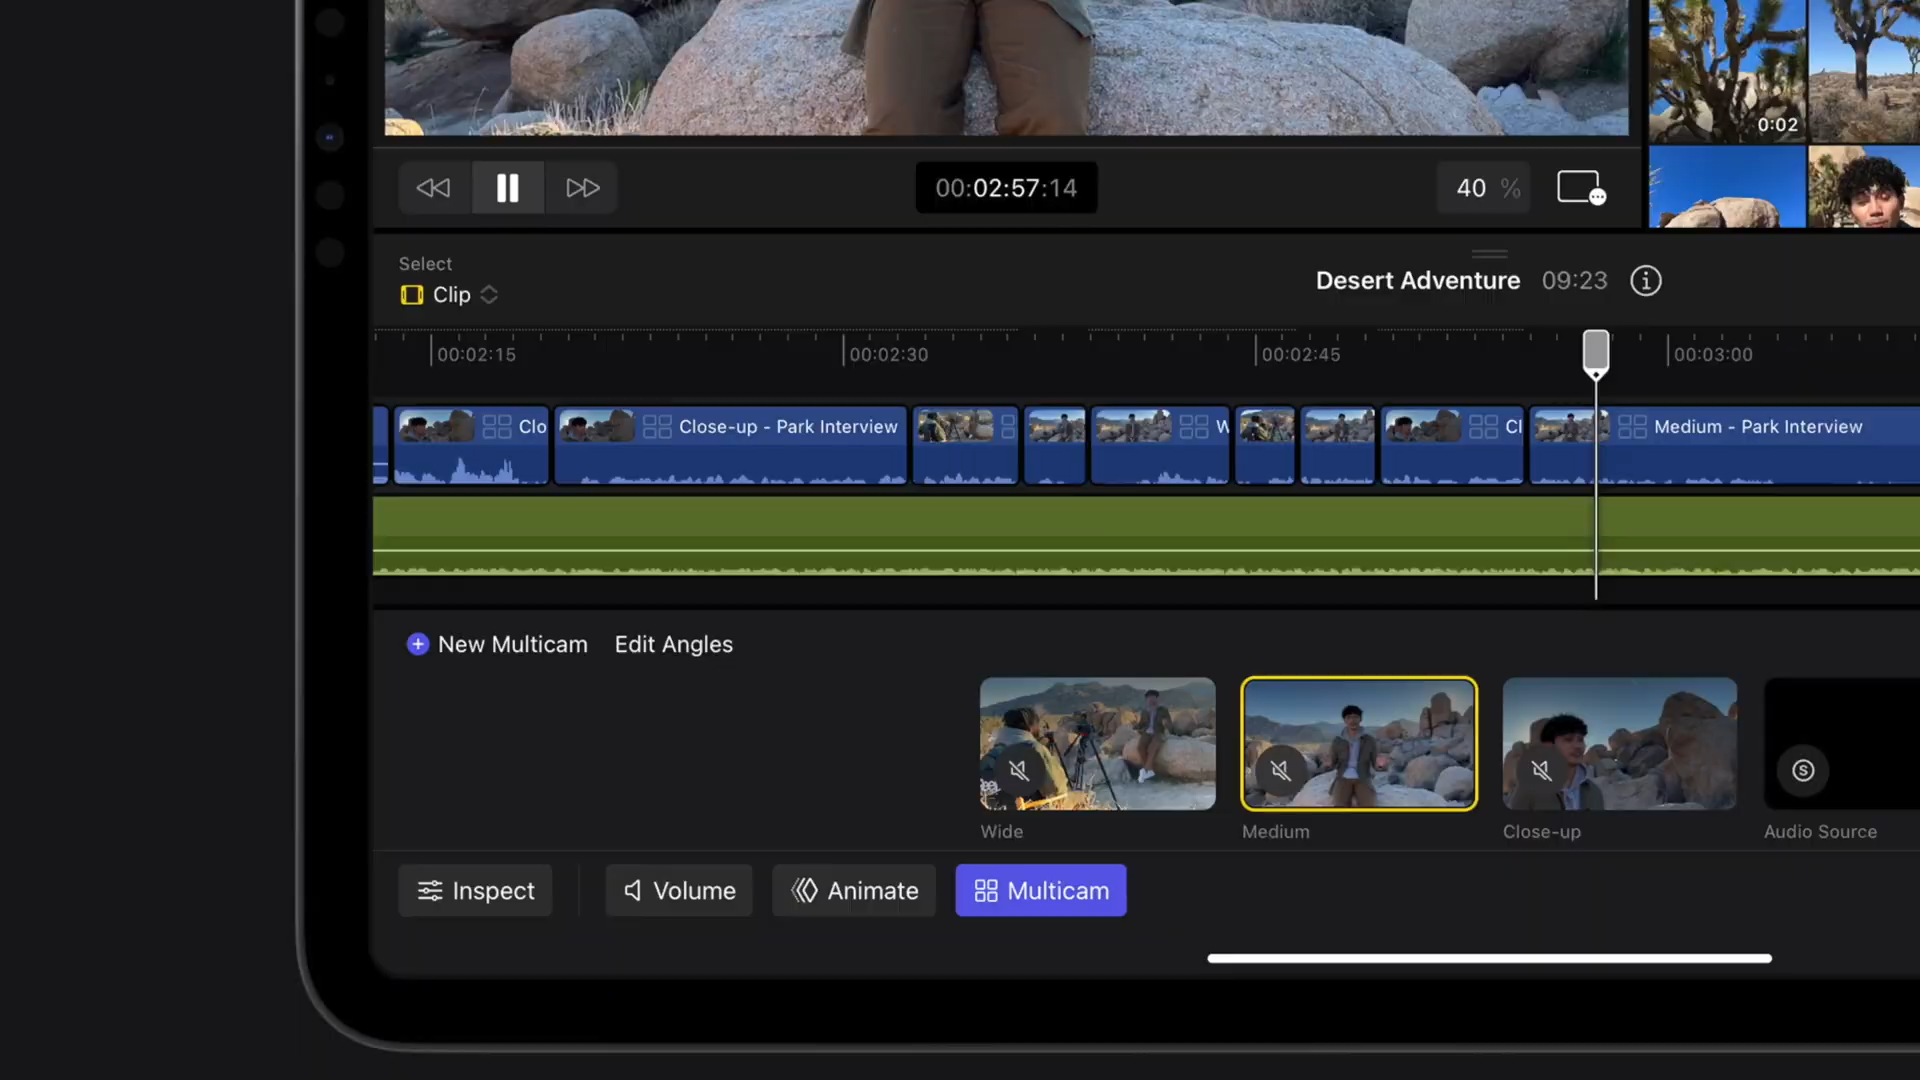 0:02
00:02:57:14
40 %
Select
Clip
Desert Adventure 09:23
00:02:15
00:02:30
00:02:45
00:03:00
Clo
Close-up - Park Interview
W
Cl
Medium - Park Interview
New Multicam Edit Angles
Wide
Medium
Close-up
S
Audio Source
Inspect
Volume
Animate
Multicam